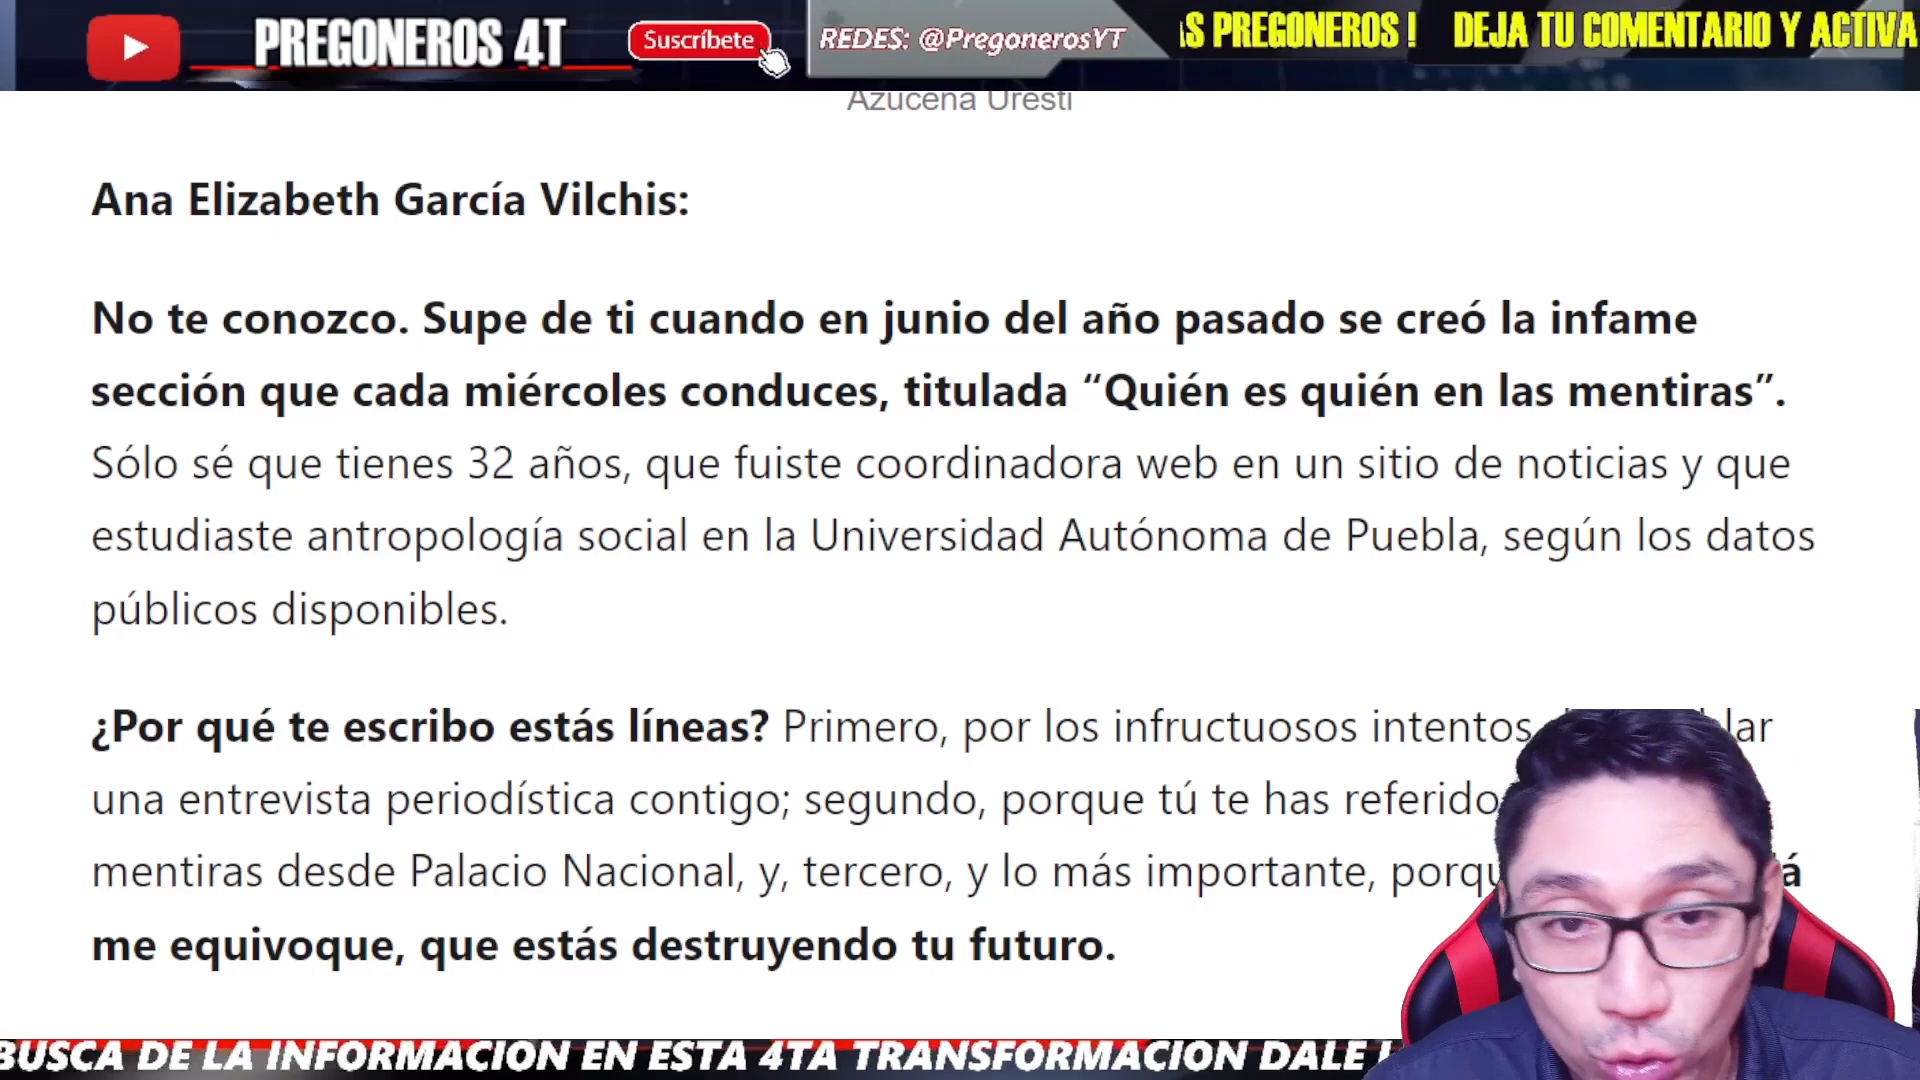 PREGONEROS 4T
Suscríbete
REDES: @PregonerosYT
AS PREGONEROS ! DEJA TU COMENTARIO Y ACTIVA
Azucena Uresti
Ana Elizabeth García Vilchis:
No te conozco. Supe de ti cuando en junio del año pasado se creó la infame
sección que cada miércoles conduces, titulada “Quién es quién en las mentiras”.
Sólo sé que tienes 32 años, que fuiste coordinadora web en un sitio de noticias y que
estudiaste antropología social en la Universidad Autónoma de Puebla, según los datos
públicos disponibles.
¿Por qué te escribo estás líneas? Primero, por los infructuosos intentos
una entrevista periodística contigo; segundo, porque tú te has referido
mentiras desde Palacio Nacional, y, tercero, y lo más importante,
me equivoque, que estás destruyendo tu futuro.
BUSCA DE LA INFORMACION EN ESTA 4TA TRANSFORMACION DALE